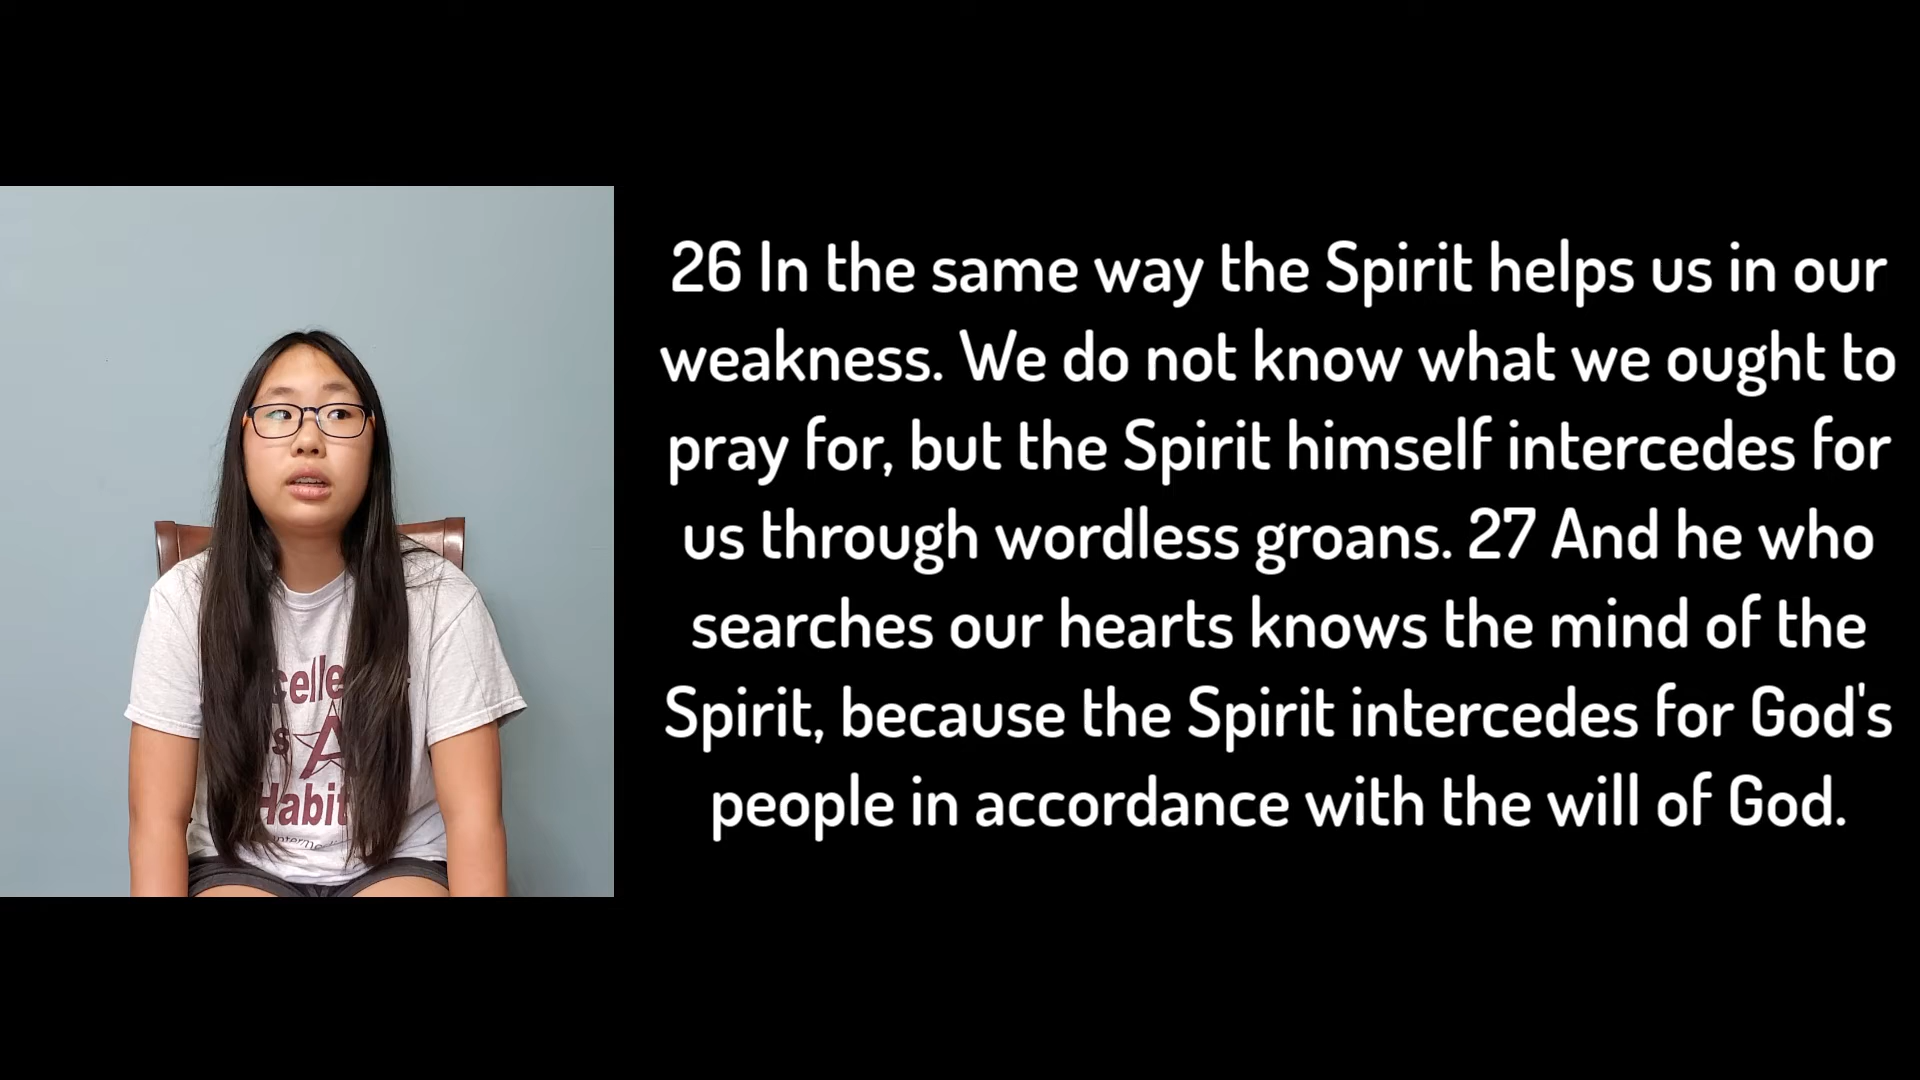 26 In the same way the Spirit helps us in our
weakness. We do not know what we ought to
pray for, but the Spirit himself intercedes for
us through wordless groans. 27 And he who
searches our hearts knows the mind of the
Spirit, because the Spirit intercedes for God's
people in accordance with the will of God.
A
Habit